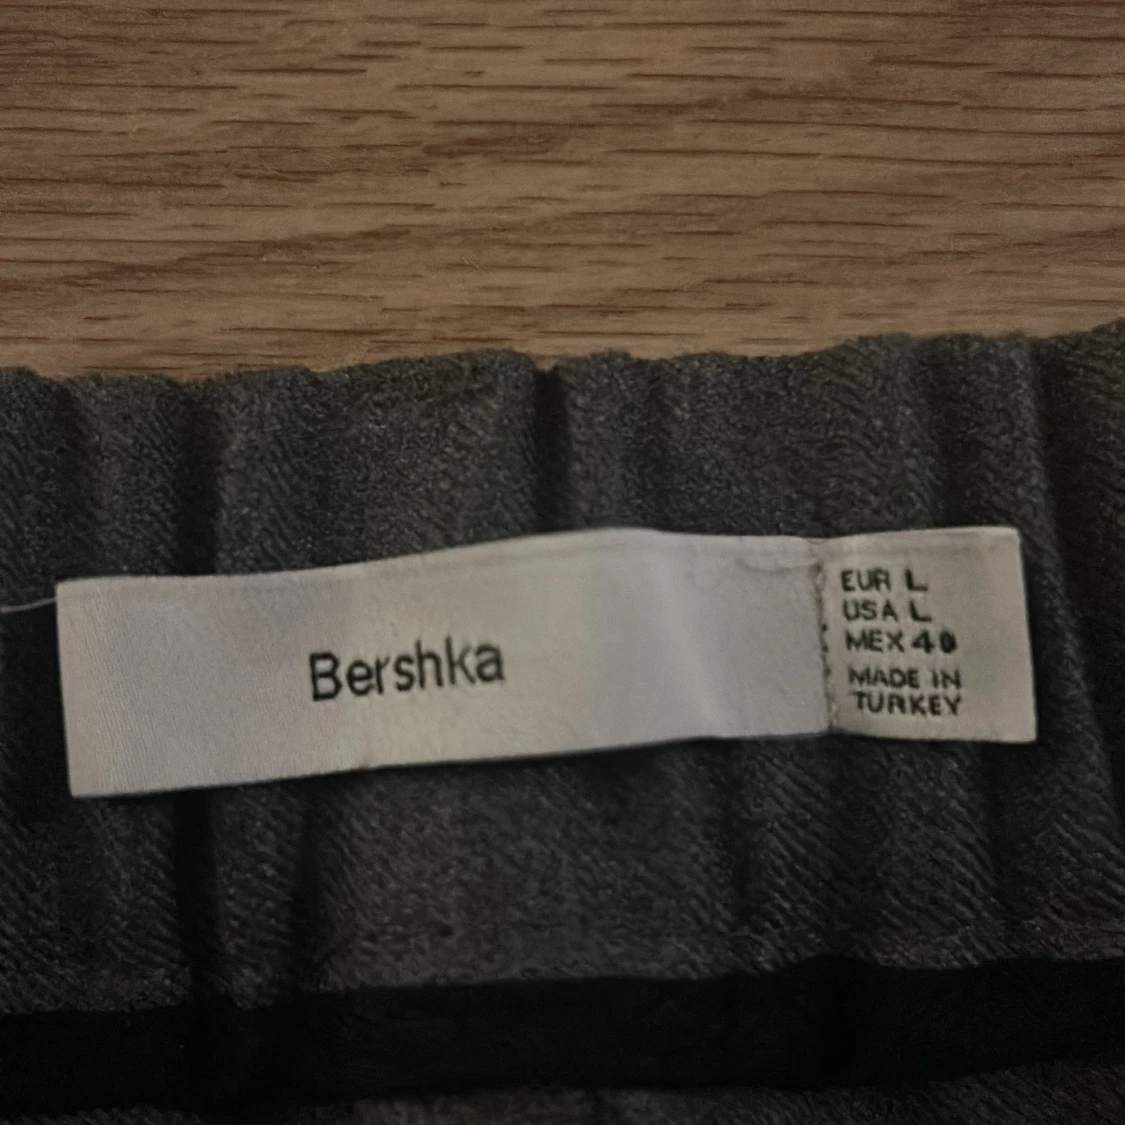 Bershka
EUR L
USA L
MEX 40
MADE IN
TURKEY